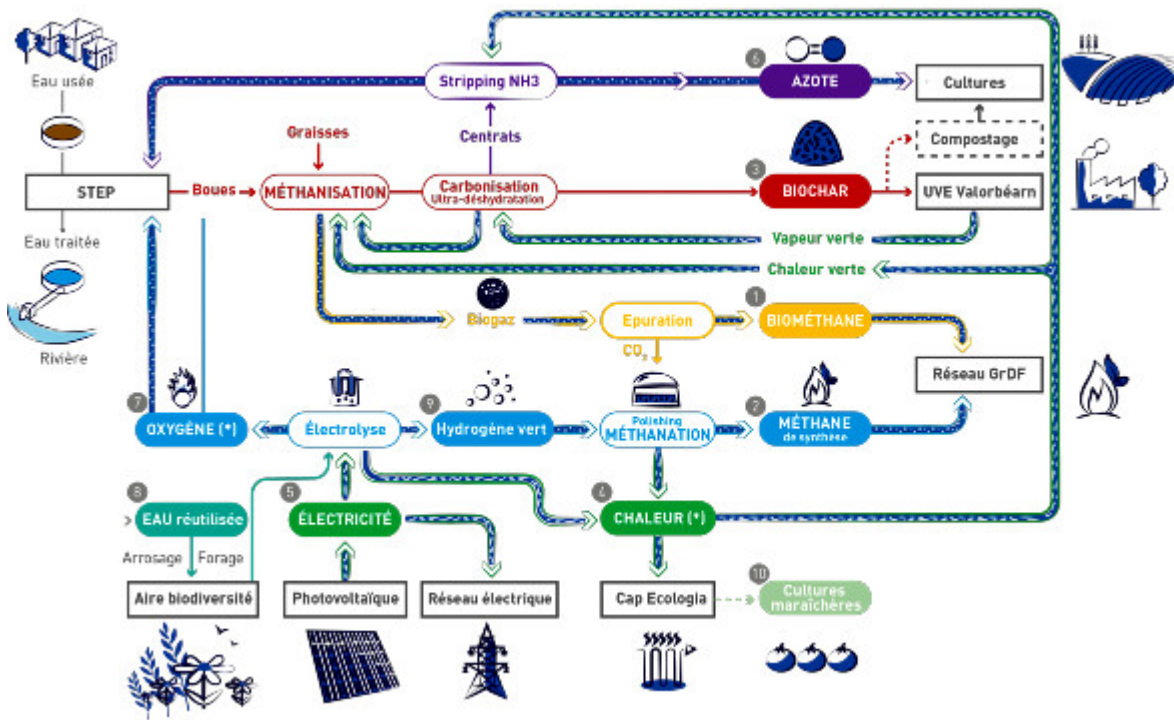 Eau usée
STEP
Eau traitée
Rivière
Boues
Graisses
MÉTHANISATION
Stripping NH3
Centrats
Carbonisation
Ultra-déshydratation
6
AZOTE
Cultures
Compostage
3
BIOCHAR
UVE Valorbéarn
Vapeur verte
Chaleur verte
Biogaz
Epuration
CO₂
1
BIOMÉTHANE
Réseau GrDF
7
OXYGÈNE (*)
Électrolyse
9
Hydrogène vert
Polishing
MÉTHANATION
2
MÉTHANE
de synthèse
8
EAU réutilisée
Arrosage
Forage
5
ÉLECTRICITÉ
4
CHALEUR (*)
Aire biodiversité
Photovoltaïque
Réseau électrique
Cap Ecologia
10
Cultures
maraîchères